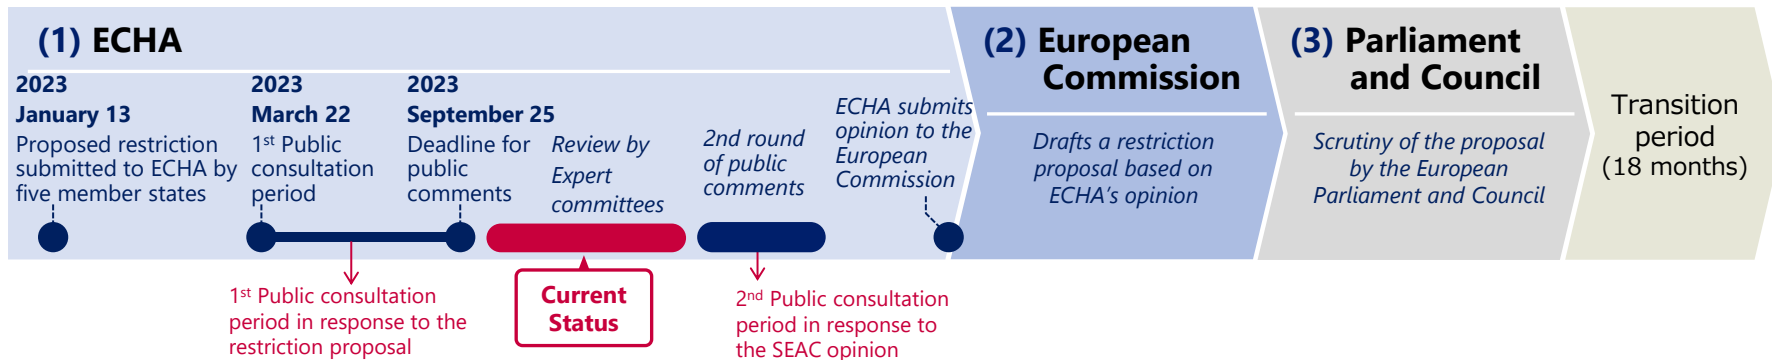 (1) ECHA
2023
January 13
Proposed restriction
submitted to ECHA by
five member states
2023
March 22
1st Public
consultation
period
2023
September 25
Deadline for
public
comments
Review by
Expert
committees
2nd round
of public
comments
ECHA submits
opinion to the
European
Commission
1st Public consultation
period in response to the
restriction proposal
Current
Status
2nd Public consultation
period in response to
the SEAC opinion
(2) European
Commission
Drafts a restriction
proposal based on
ECHA's opinion
(3) Parliament
and Council
Scrutiny of the proposal
by the European
Parliament and Council
Transition
period
(18 months)